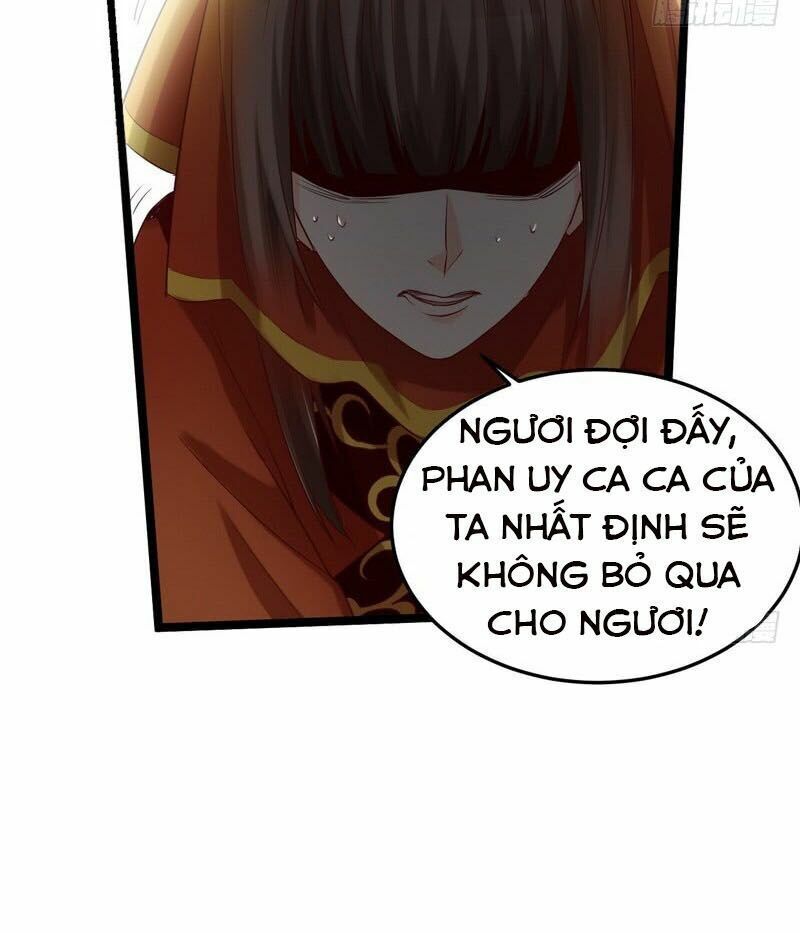 NGƯƠI ĐỢI ĐẤY,
PHAN UY CA CA CỦA
TA NHẤT ĐỊNH SẼ
KHÔNG BỎ QUA
CHO NGƯƠI!